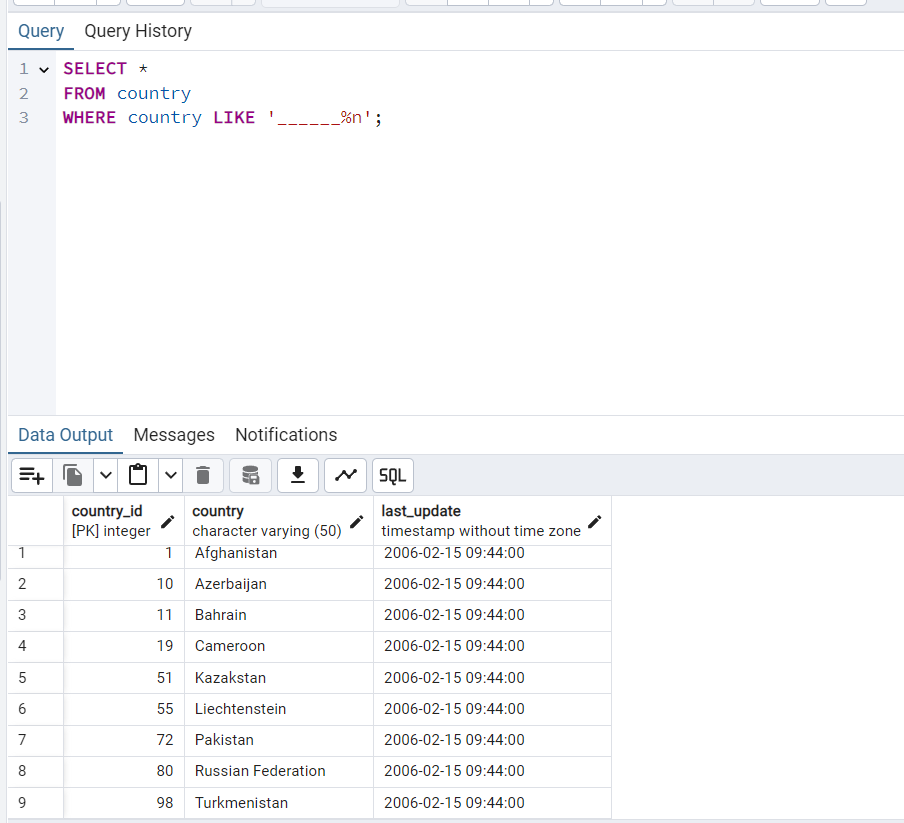 Query Query History
1 SELECT *
2 FROM country
3 WHERE country LIKE '______%n';
Data Output Messages Notifications
SQL
country_id country last_update
[PK] integer character varying (50) timestamp without time zone
1 1 Afghanistan 2006-02-15 09:44:00
2 10 Azerbaijan 2006-02-15 09:44:00
3 11 Bahrain 2006-02-15 09:44:00
4 19 Cameroon 2006-02-15 09:44:00
5 51 Kazakstan 2006-02-15 09:44:00
6 55 Liechtenstein 2006-02-15 09:44:00
7 72 Pakistan 2006-02-15 09:44:00
8 80 Russian Federation 2006-02-15 09:44:00
9 98 Turkmenistan 2006-02-15 09:44:00